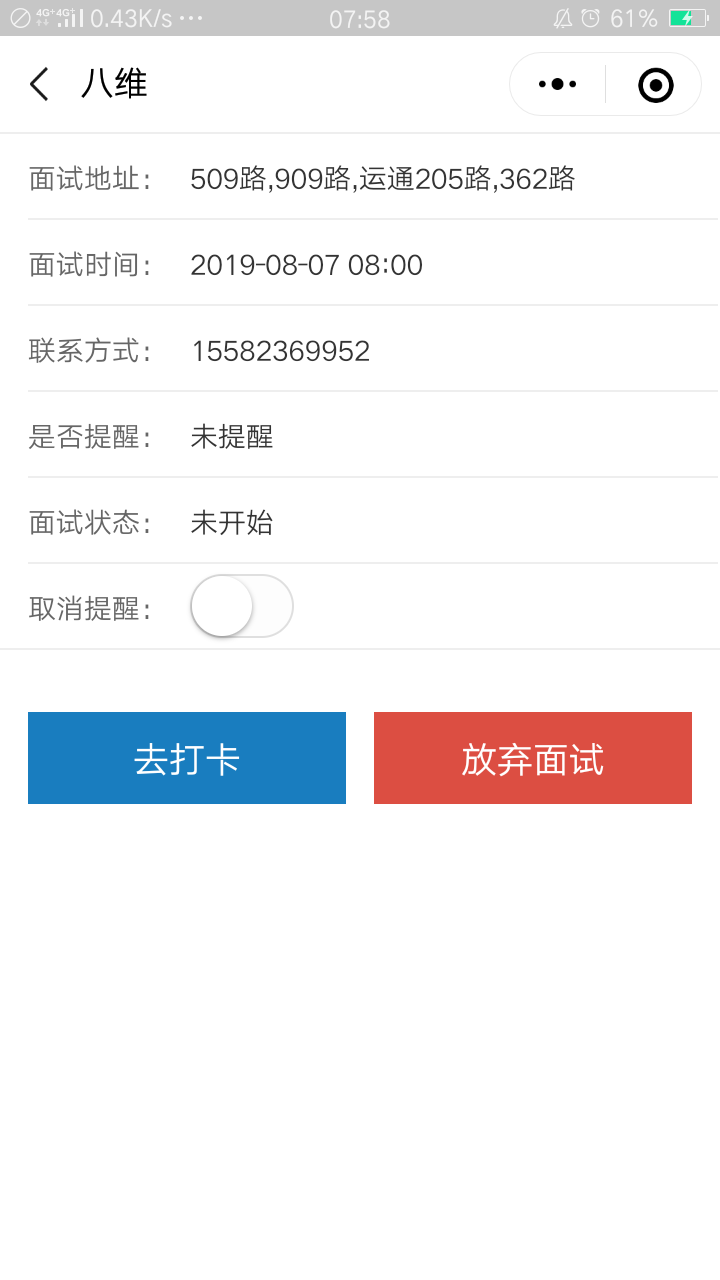 4G+4G+ 0.43K/s ··· 07:58 61%
八维
面试地址: 509路,909路,运通205路,362路
面试时间: 2019-08-07 08:00
联系方式: 15582369952
是否提醒: 未提醒
面试状态: 未开始
取消提醒:
去打卡 放弃面试